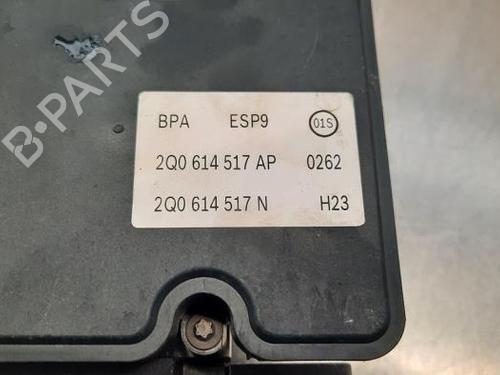 B-PARTS
BPA ESP9 01S
2Q0 614 517 AP 0262
2Q0 614 517 N H23